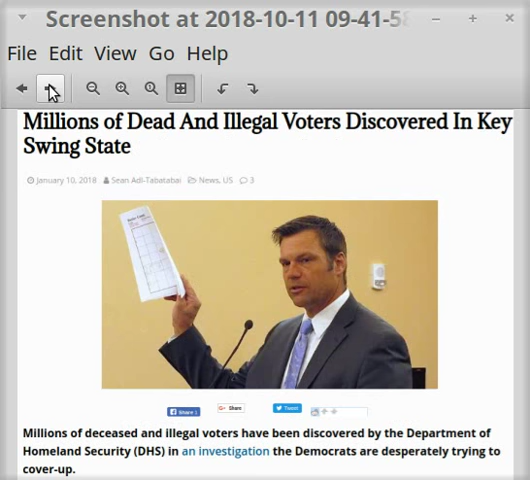 Screenshot at 2018-10-11 09-41-58
File Edit View Go Help
Millions of Dead And Illegal Voters Discovered In Key
Swing State
January 10, 2018 Sean Adl-Tabatabai News, US 3
Share 1 G+ Share Tweet
Millions of deceased and illegal voters have been discovered by the Department of
Homeland Security (DHS) in an investigation the Democrats are desperately trying to
cover-up.